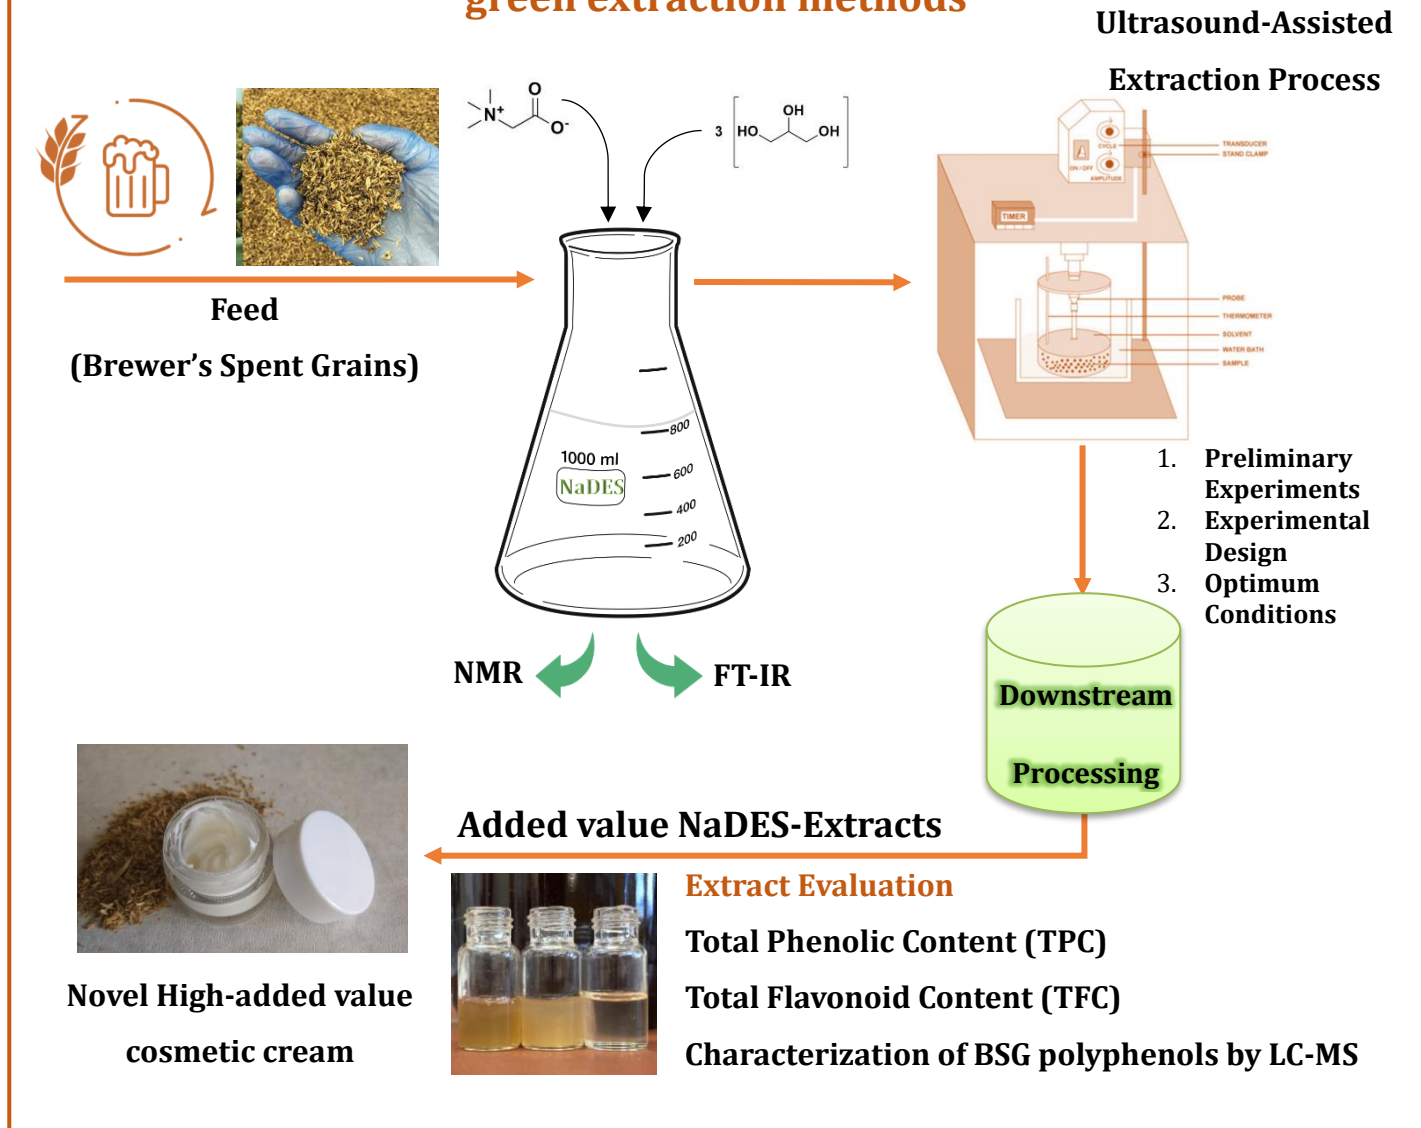 green extraction methods
Ultrasound-Assisted
Extraction Process
Feed
(Brewer’s Spent Grains)
N+
O
O-
3
HO
OH
OH
1000 ml
NaDES
800
600
400
200
NMR
FT-IR
CYCLE
ON / OFF
AMPLITUDE
TIMER
TRANSDUCER
STAND CLAMP
PROBE
THERMOMETER
SOLVENT
WATER BATH
SAMPLE
1. Preliminary
Experiments
2. Experimental
Design
3. Optimum
Conditions
Downstream
Processing
Added value NaDES-Extracts
Extract Evaluation
Total Phenolic Content (TPC)
Total Flavonoid Content (TFC)
Characterization of BSG polyphenols by LC-MS
Novel High-added value
cosmetic cream